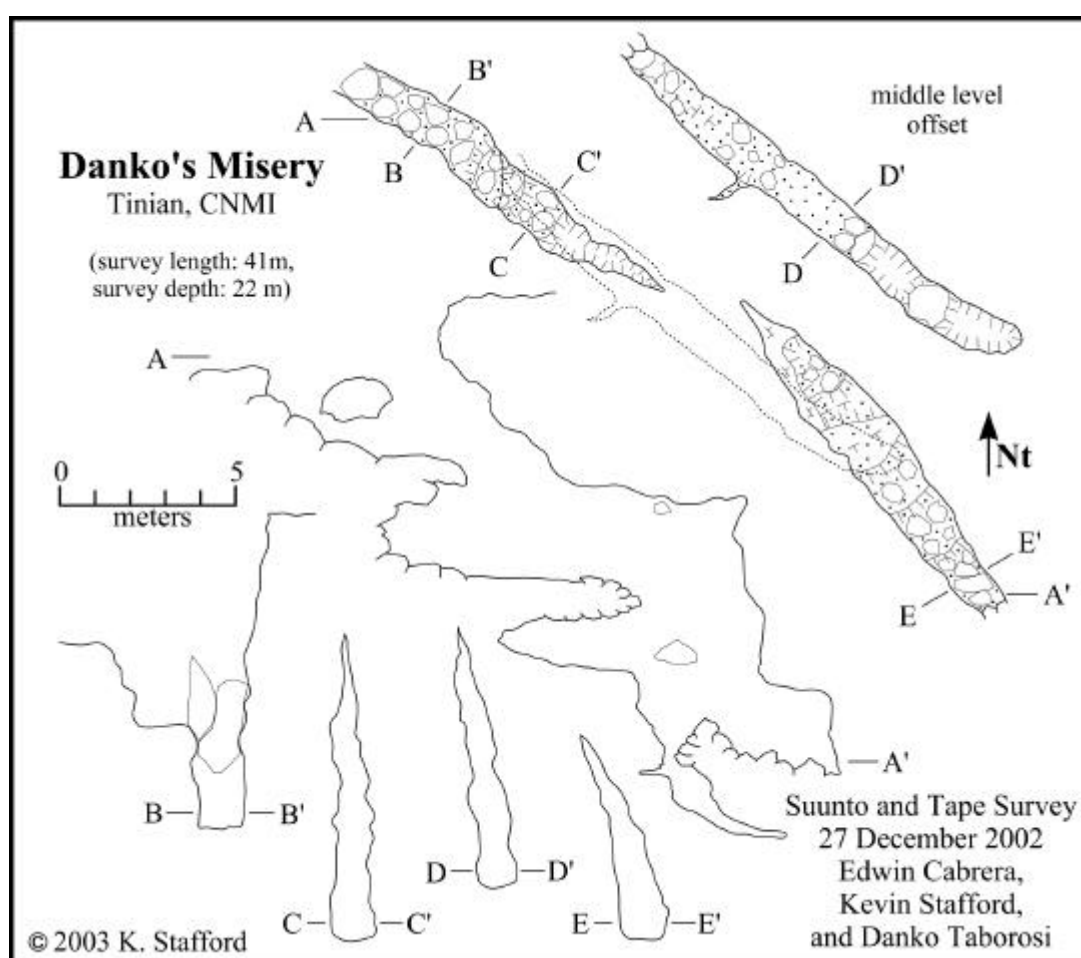 Danko's Misery
Tinian, CNMI
(survey length: 41m,
survey depth: 22 m)
A
B
B'
C
C'
middle level
offset
D'
D
Nt
E'
E
A'
A
0 5
meters
A'
B B'
C C'
D D'
E E'
Suunto and Tape Survey
27 December 2002
Edwin Cabrera,
Kevin Stafford,
and Danko Taborosi
© 2003 K. Stafford